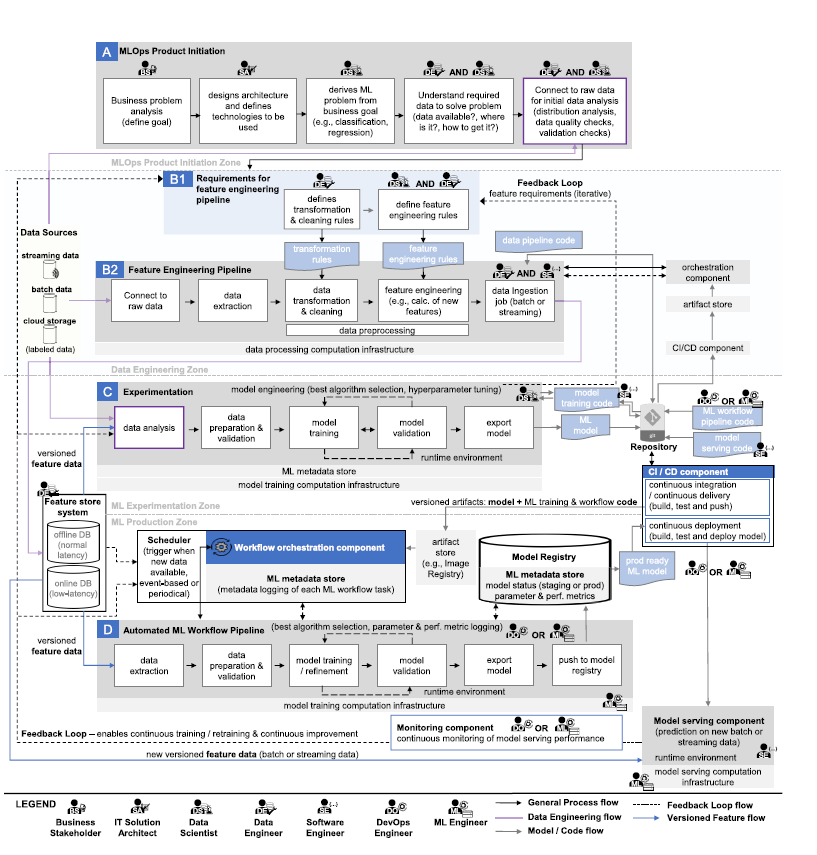 A MLOps Product Initiation
BS
SA
DS
DE AND DS
DE AND DS
Business problem
analysis
(define goal)
designs architecture
and defines
technologies to be
used
derives ML
problem from
business goal
(e.g., classification,
regression)
Understand required
data to solve problem
(data available?, where
is it?, how to get it?)
Connect to raw data
for initial data analysis
(distribution analysis,
data quality checks,
validation checks)
MLOps Product Initiation Zone
B1 Requirements for
feature engineering
pipeline
DE
DS AND DE
defines
transformation
& cleaning rules
define feature
engineering rules
Feedback Loop
feature requirements (iterative)
Data Sources
streaming data
batch data
cloud storage
(labeled data)
transformation
rules
feature
engineering rules
data pipeline code
B2 Feature Engineering Pipeline
DE AND SE
Connect to
raw data
data
extraction
data
transformation
& cleaning
feature engineering
(e.g., calc. of new
features)
data Ingestion
job (batch or
streaming)
data preprocessing
data processing computation infrastructure
orchestration
component
artifact store
CI/CD component
Data Engineering Zone
C Experimentation
model engineering (best algorithm selection, hyperparameter tuning)
DS
data analysis
data
preparation &
validation
model
training
model
validation
export
model
runtime environment
ML metadata store
model training computation infrastructure
model
training code
SE
ML
model
Repository
DO OR ML
ML workflow
pipeline code
model
serving code
SE
versioned
feature data
CI / CD component
continuous integration
/ continuous delivery
(build, test and push)
continuous deployment
(build, test and deploy model)
versioned artifacts: model + ML training & workflow code
ML Experimentation Zone
ML Production Zone
DE
Feature store
system
offline DB
(normal
latency)
online DB
(low-latency)
Scheduler
(trigger when
new data
available,
event-based or
periodical)
Workflow orchestration component
ML metadata store
(metadata logging of each ML workflow task)
artifact
store
(e.g., Image
Registry)
Model Registry
ML metadata store
model status (staging or prod)
parameter & perf. metrics
prod ready
ML model
DO OR ML
versioned
feature data
D Automated ML Workflow Pipeline
(best algorithm selection, parameter & perf. metric logging)
DO OR ML
data
extraction
data
preparation &
validation
model training
/ refinement
model
validation
export
model
push to model
registry
runtime environment
model training computation infrastructure
ML
Feedback Loop – enables continuous training / retraining & continuous improvement
Monitoring component
DO OR ML
continuous monitoring of model serving performance
new versioned feature data (batch or streaming data)
Model serving component
(prediction on new batch or
streaming data)
runtime environment
SE
model serving computation
infrastructure
ML
LEGEND
BS
Business
Stakeholder
SA
IT Solution
Architect
DS
Data
Scientist
DE
Data
Engineer
SE
Software
Engineer
DO
DevOps
Engineer
ML
ML Engineer
General Process flow
Data Engineering flow
Model / Code flow
Feedback Loop flow
Versioned Feature flow